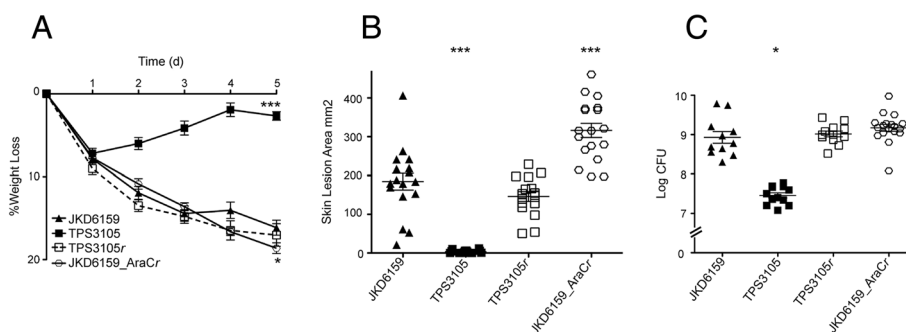 A
B
C
Time (d)
1 2 3 4 5
0
10
20
%Weight Loss
***
*
JKD6159
TPS3105
TPS3105r
JKD6159_AraCr
***
***
400
300
200
100
0
Skin Lesion Area mm2
JKD6159
TPS3105
TPS3105r
JKD6159_AraCr
*
10
9
8
7
0
Log CFU
JKD6159
TPS3105
TPS3105r
JKD6159_AraCr